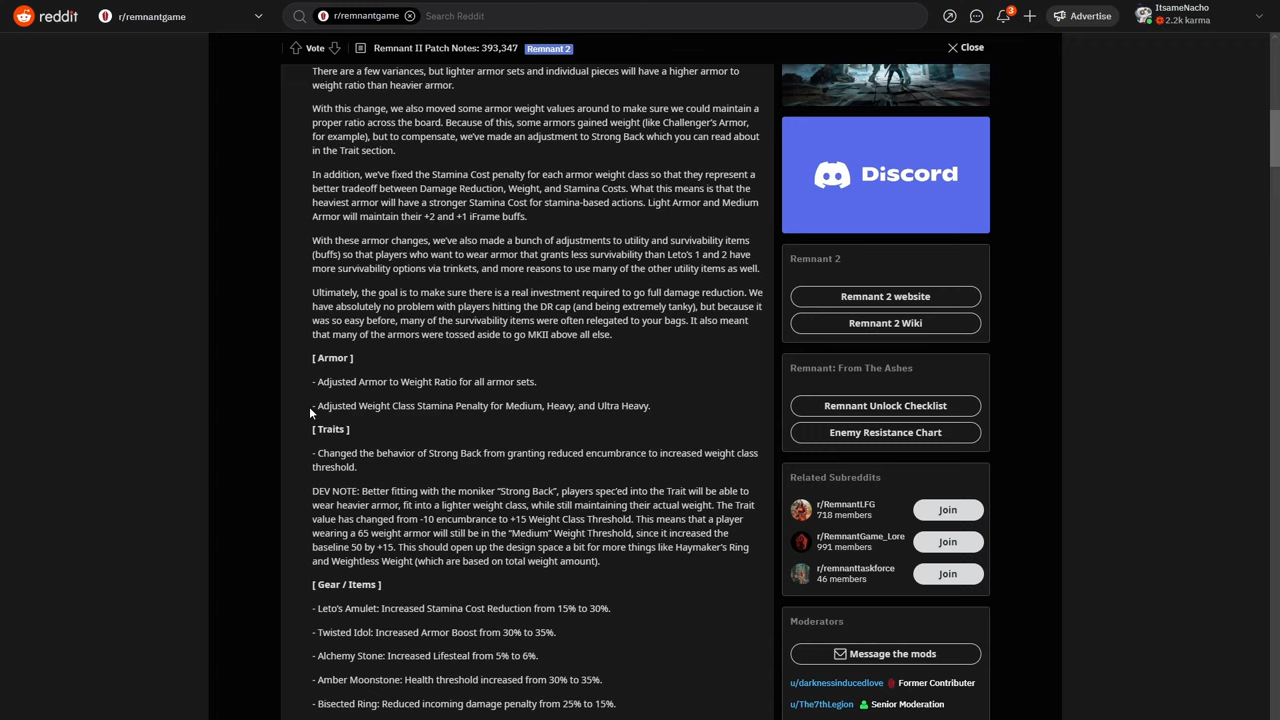 reddit
r/remnantgame
r/remnantgame
Search Reddit
3
Advertise
ItsameNacho
2.2k karma
Vote
Remnant II Patch Notes: 393,347
Remnant 2
Close
There are a few variances, but lighter armor sets and individual pieces will have a higher armor to
weight ratio than heavier armor.
With this change, we also moved some armor weight values around to make sure we could maintain a
proper ratio across the board. Because of this, some armors gained weight (like Challenger's Armor,
for example), but to compensate, we've made an adjustment to Strong Back which you can read about
in the Trait section.
In addition, we've fixed the Stamina Cost penalty for each armor weight class so that they represent a
better tradeoff between Damage Reduction, Weight, and Stamina Costs. What this means is that the
heaviest armor will have a stronger Stamina Cost for stamina-based actions. Light Armor and Medium
Armor will maintain their +2 and +1 iFrame buffs.
With these armor changes, we've also made a bunch of adjustments to utility and survivability items
(buffs) so that players who want to wear armor that grants less survivability than Leto's 1 and 2 have
more survivability options via trinkets, and more reasons to use many of the other utility items as well.
Ultimately, the goal is to make sure there is a real investment required to go full damage reduction. We
have absolutely no problem with players hitting the DR cap (and being extremely tanky), but because it
was so easy before, many of the survivability items were often relegated to your bags. It also meant
that many of the armors were tossed aside to go MKII above all else.
[ Armor ]
- Adjusted Armor to Weight Ratio for all armor sets.
- Adjusted Weight Class Stamina Penalty for Medium, Heavy, and Ultra Heavy.
[ Traits ]
- Changed the behavior of Strong Back from granting reduced encumbrance to increased weight class
threshold.
DEV NOTE: Better fitting with the moniker “Strong Back”, players spec'ed into the Trait will be able to
wear heavier armor, fit into a lighter weight class, while still maintaining their actual weight. The Trait
value has changed from -10 encumbrance to +15 Weight Class Threshold. This means that a player
wearing a 65 weight armor will still be in the “Medium” Weight Threshold, since it increased the
baseline 50 by +15. This should open up the design space a bit for more things like Haymaker's Ring
and Weightless Weight (which are based on total weight amount).
[ Gear / Items ]
- Leto's Amulet: Increased Stamina Cost Reduction from 15% to 30%.
- Twisted Idol: Increased Armor Boost from 30% to 35%.
- Alchemy Stone: Increased Lifesteal from 5% to 6%.
- Amber Moonstone: Health threshold increased from 30% to 35%.
- Bisected Ring: Reduced incoming damage penalty from 25% to 15%.
Discord
Remnant 2
Remnant 2 website
Remnant 2 Wiki
Remnant: From The Ashes
Remnant Unlock Checklist
Enemy Resistance Chart
Related Subreddits
r/RemnantLFG
718 members
Join
r/RemnantGame_Lore
991 members
Join
r/remnanttaskforce
46 members
Join
Moderators
Message the mods
u/darknessinducedlove Former Contributer
u/The7thLegion Senior Moderation